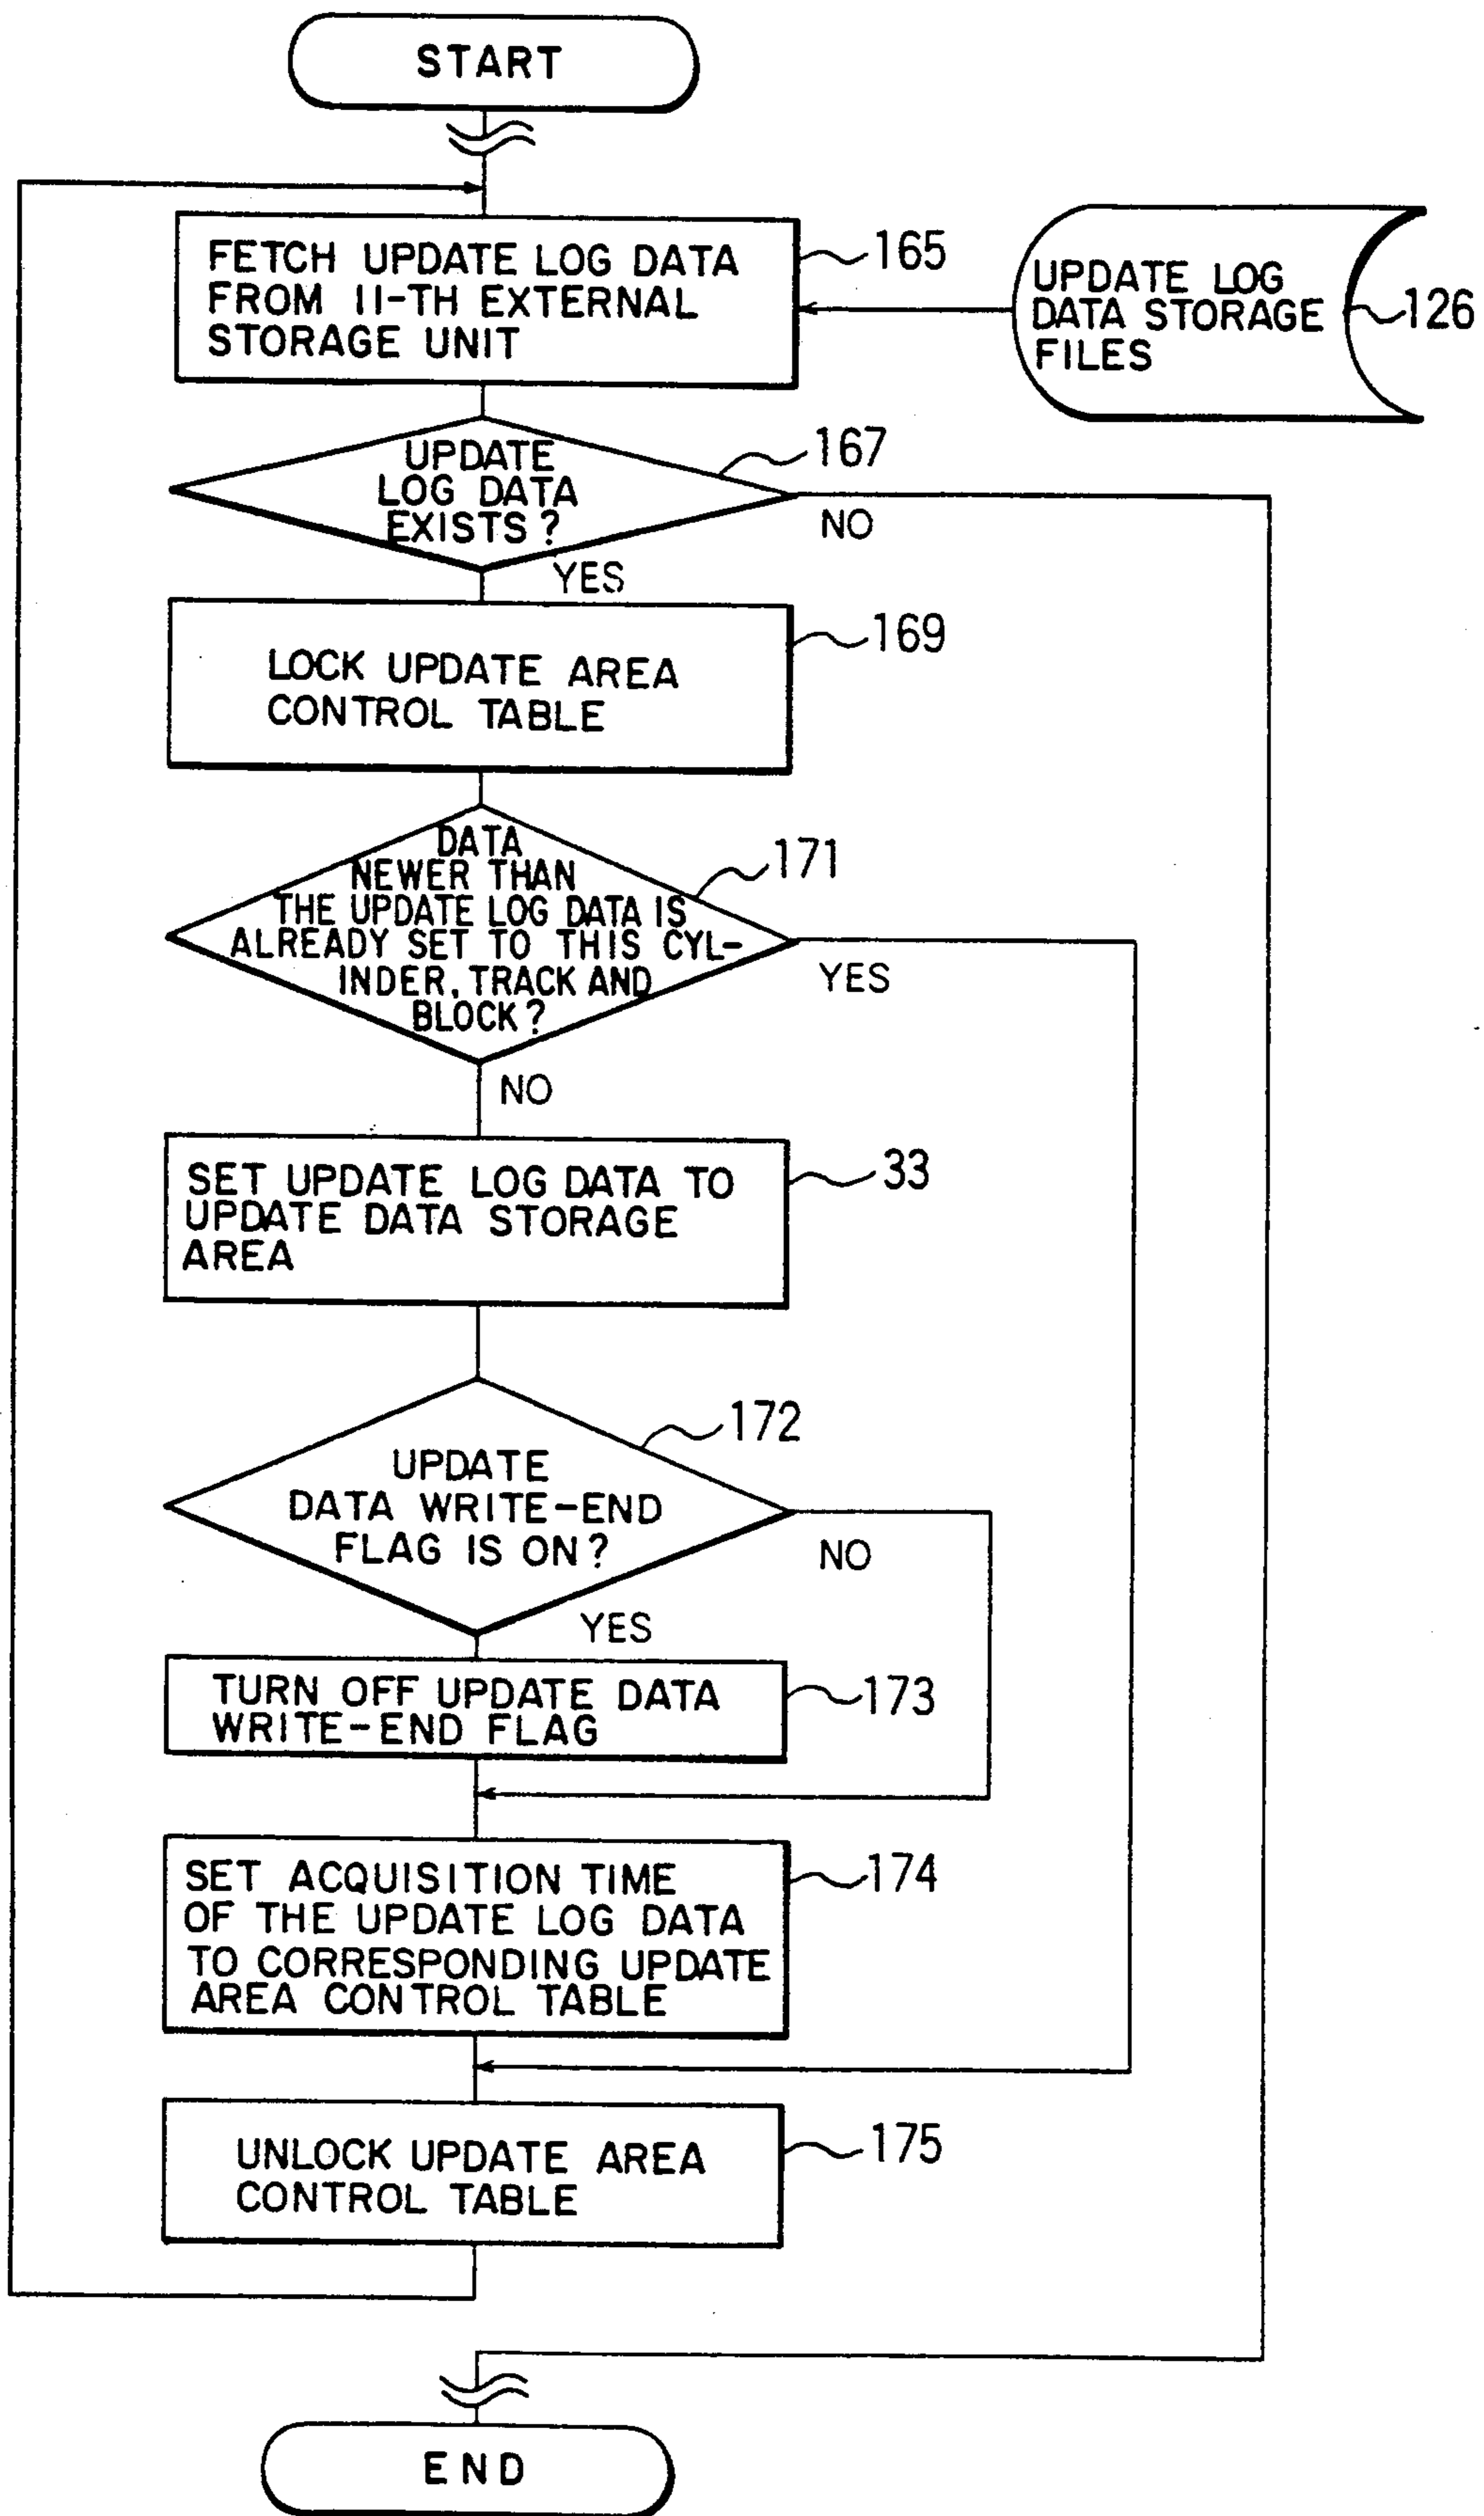 START
FETCH UPDATE LOG DATA
FROM 11-TH EXTERNAL
STORAGE UNIT
165
UPDATE LOG
DATA STORAGE
FILES
126
UPDATE
LOG DATA
EXISTS?
167
NO
YES
LOCK UPDATE AREA
CONTROL TABLE
169
DATA
NEWER THAN
THE UPDATE LOG DATA IS
ALREADY SET TO THIS CYL-
INDER, TRACK AND
BLOCK?
171
YES
NO
SET UPDATE LOG DATA TO
UPDATE DATA STORAGE
AREA
33
UPDATE
DATA WRITE-END
FLAG IS ON?
172
NO
YES
TURN OFF UPDATE DATA
WRITE-END FLAG
173
SET ACQUISITION TIME
OF THE UPDATE LOG DATA
TO CORRESPONDING UPDATE
AREA CONTROL TABLE
174
UNLOCK UPDATE AREA
CONTROL TABLE
175
END